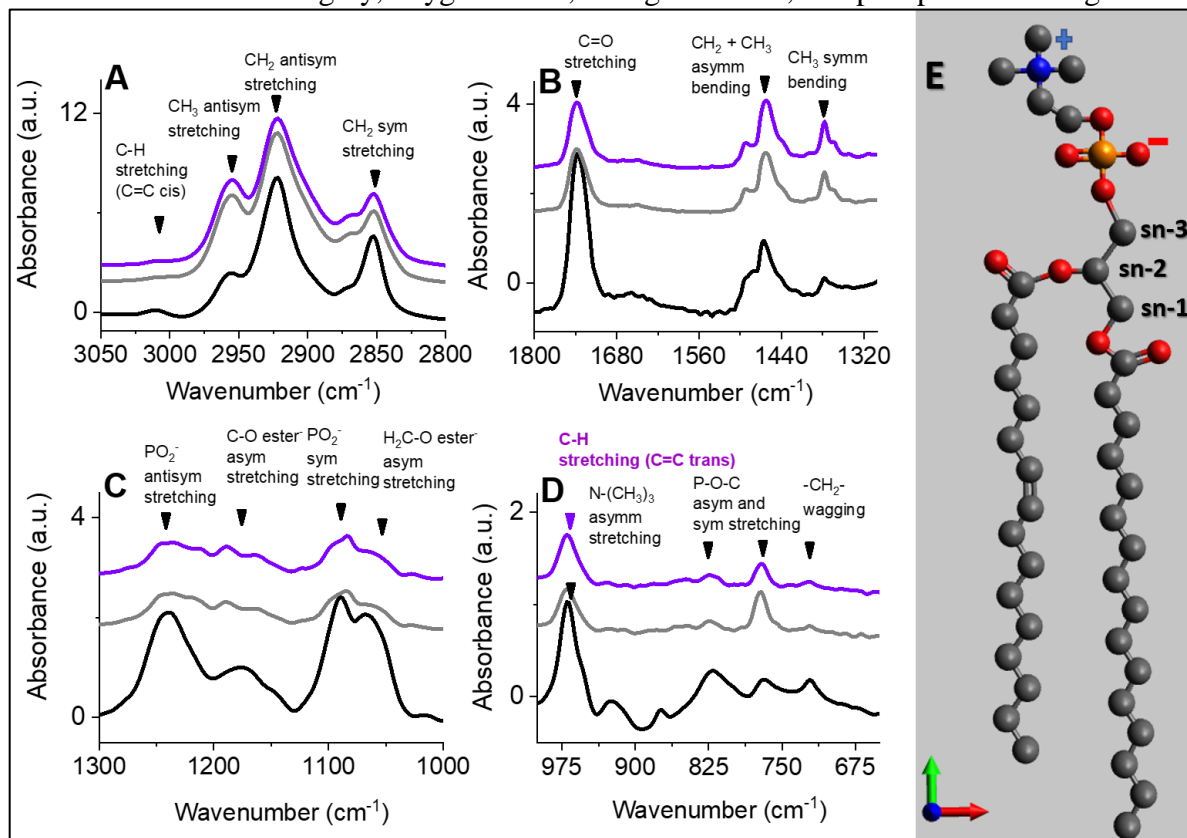 A
CH2 antisym
stretching
CH3 antisym
stretching
CH2 sym
stretching
C-H
stretching
(C=C cis)
12
6
0
Absorbance (a.u.)
3050 3000 2950 2900 2850 2800
Wavenumber (cm-1)
B
C=O
stretching
CH2 + CH3
asymm
bending
CH3 symm
bending
4
0
Absorbance (a.u.)
1800 1680 1560 1440 1320
Wavenumber (cm-1)
C
PO2-
antisym
stretching
C-O ester-
asym
stretching
PO2-
sym
stretching
H2C-O ester-
asym
stretching
4
0
Absorbance (a.u.)
1300 1200 1100 1000
Wavenumber (cm-1)
D
C-H
stretching (C=C trans)
N-(CH3)3
asymm
stretching
P-O-C
asym and
sym stretching
-CH2-
wagging
2
0
Absorbance (a.u.)
975 900 825 750 675
Wavenumber (cm-1)
E
+
-
sn-3
sn-2
sn-1